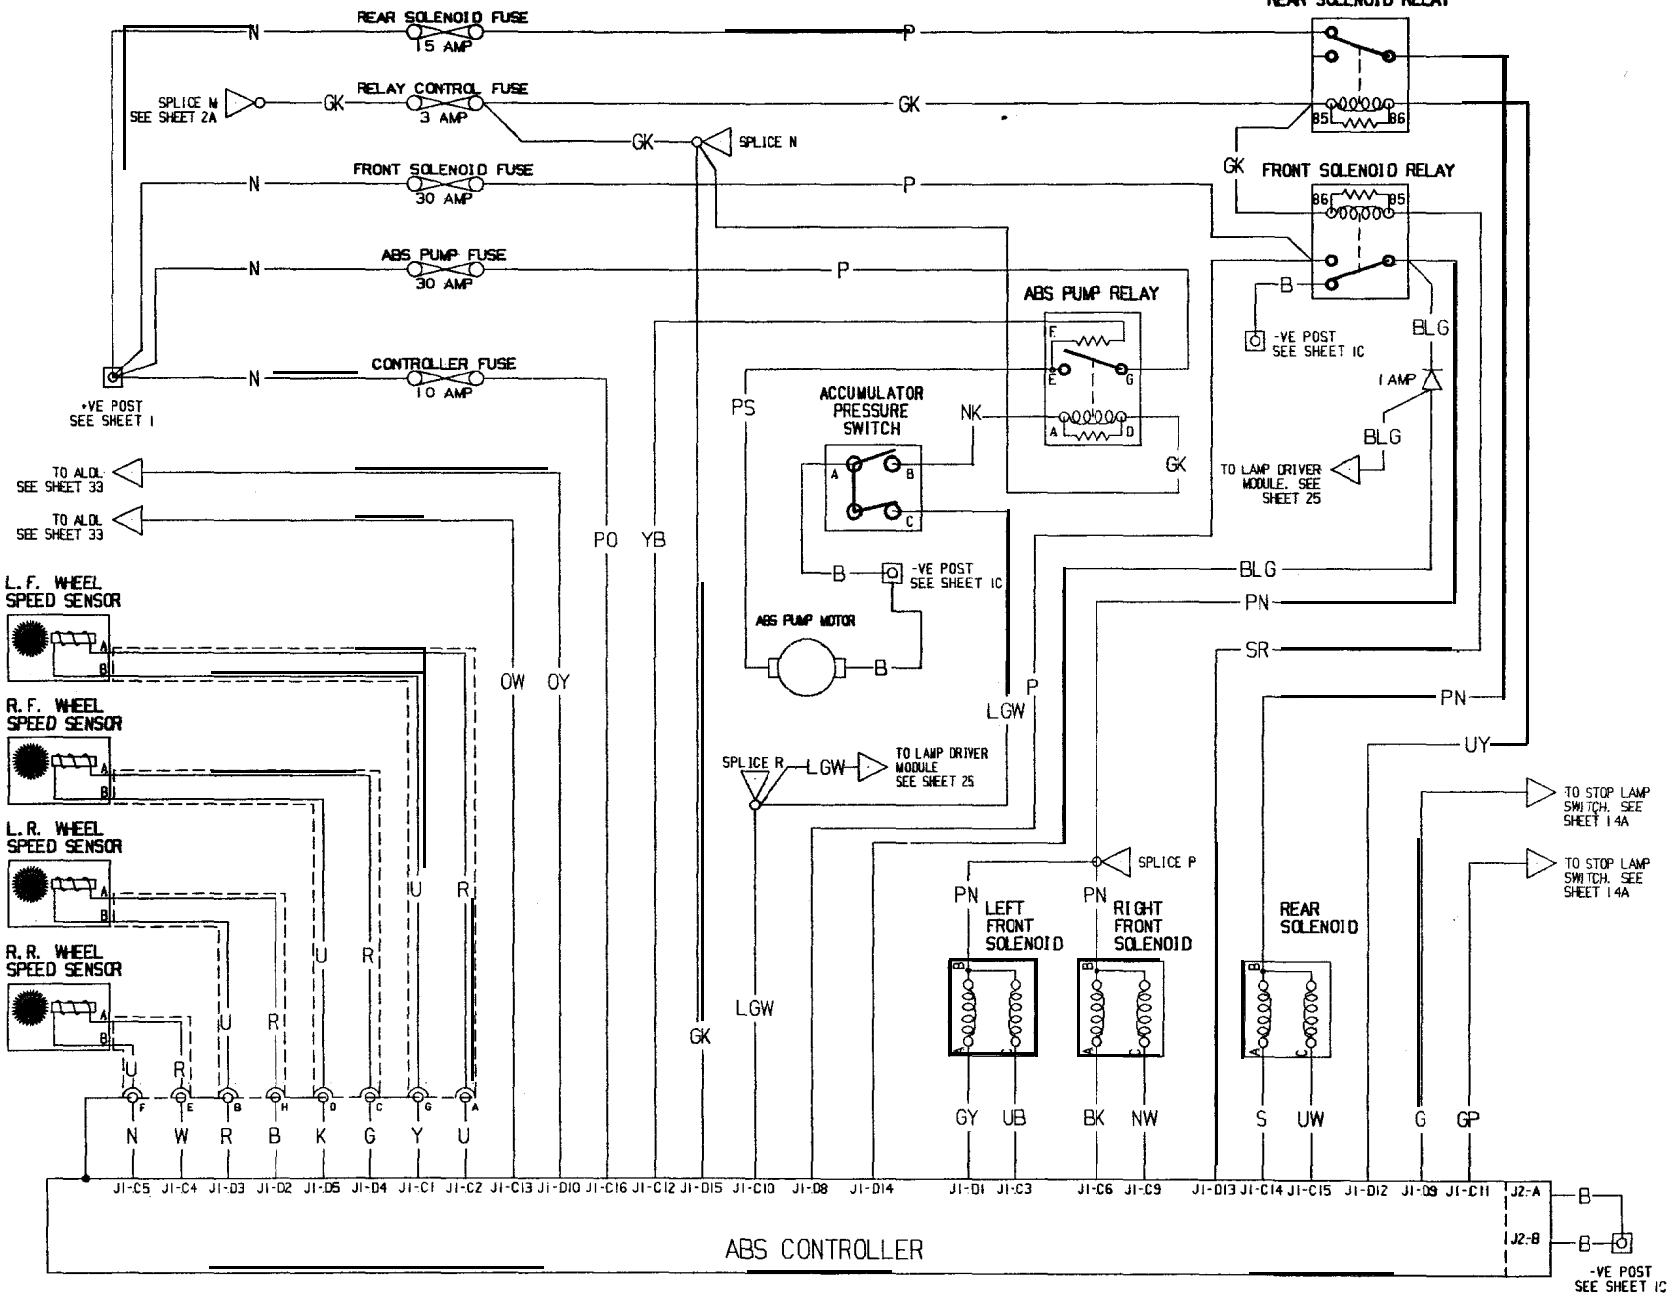 REAR SOLENOID RELAY
REAR SOLENOID FUSE
N
15 AMP
P
SPLICE M
SEE SHEET 2A
GK
RELAY CONTROL FUSE
3 AMP
GK
85
86
GK
SPLICE N
GK
FRONT SOLENOID FUSE
N
30 AMP
P
FRONT SOLENOID RELAY
86
85
ABS PUMP FUSE
N
30 AMP
P
B
ABS PUMP RELAY
-VE POST
SEE SHEET 1C
BLG
F
E
G
A
D
CONTROLLER FUSE
N
10 AMP
+VE POST
SEE SHEET 1
PS
ACCUMULATOR
PRESSURE
SWITCH
NK
GK
1 AMP
BLG
TO LAMP DRIVER
MODULE. SEE
SHEET 25
A
B
C
TO ALDL
SEE SHEET 33
TO ALDL
SEE SHEET 33
PO
YB
B
-VE POST
SEE SHEET 1C
BLG
PN
ABS PUMP MOTOR
B
SR
L.F. WHEEL
SPEED SENSOR
A
B
OW
OY
P
LGW
PN
R.F. WHEEL
SPEED SENSOR
A
B
UY
SPLICE R
LGW
TO LAMP DRIVER
MODULE
SEE SHEET 25
TO STOP LAMP
SWITCH. SEE
SHEET 14A
L.R. WHEEL
SPEED SENSOR
A
B
SPLICE P
TO STOP LAMP
SWITCH. SEE
SHEET 14A
U
R
PN
PN
LEFT
FRONT
SOLENOID
RIGHT
FRONT
SOLENOID
REAR
SOLENOID
R.R. WHEEL
SPEED SENSOR
A
B
U
R
B
B
B
U
R
LGW
GK
A
C
A
C
A
C
U
R
F
E
B
H
D
C
G
A
N
W
R
B
K
G
Y
U
GY
UB
BK
NW
S
UW
G
GP
J1-C5
J1-C4
J1-D3
J1-D2
J1-D5
J1-D4
J1-C1
J1-C2
J1-C13
J1-D10
J1-C16
J1-C12
J1-D15
J1-C10
J1-D8
J1-D14
J1-D1
J1-C3
J1-C6
J1-C9
J1-D13
J1-C14
J1-C15
J1-D12
J1-D9
J1-C11
J2-A
B
J2-B
B
ABS CONTROLLER
-VE POST
SEE SHEET 1C